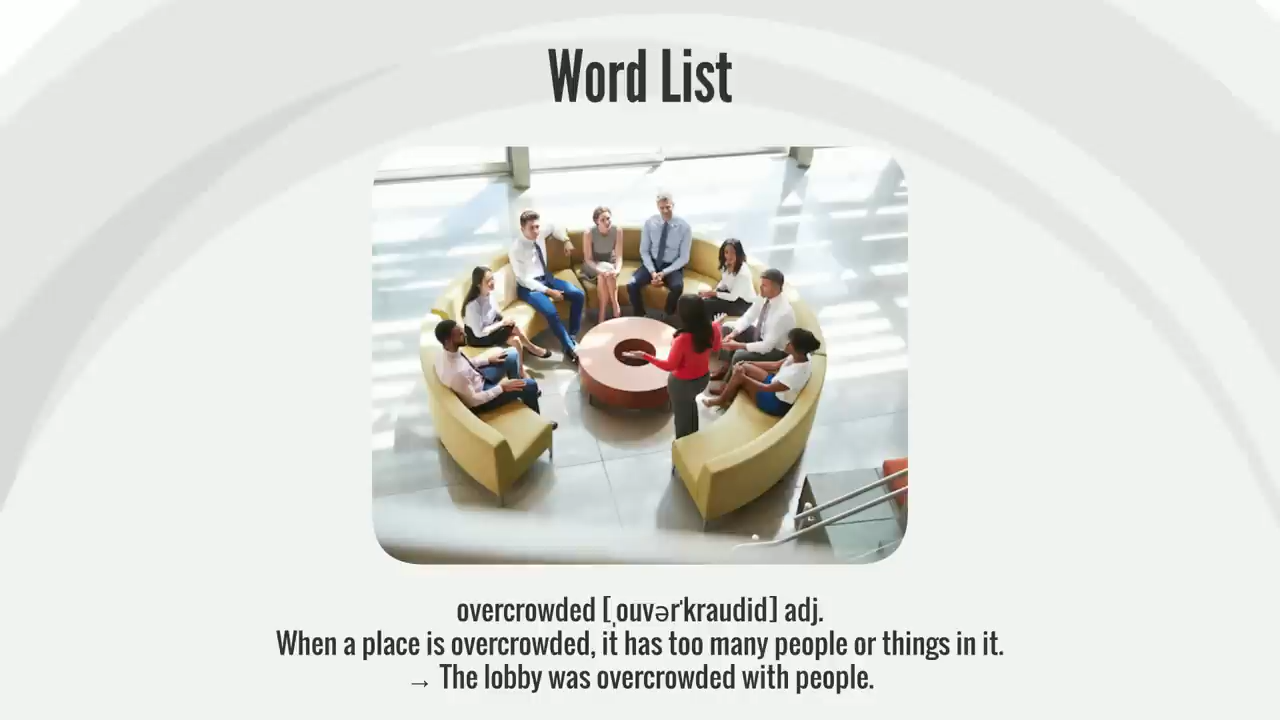 Word List
overcrowded [ˌouvərˈkraudid] adj.
When a place is overcrowded, it has too many people or things in it.
→ The lobby was overcrowded with people.